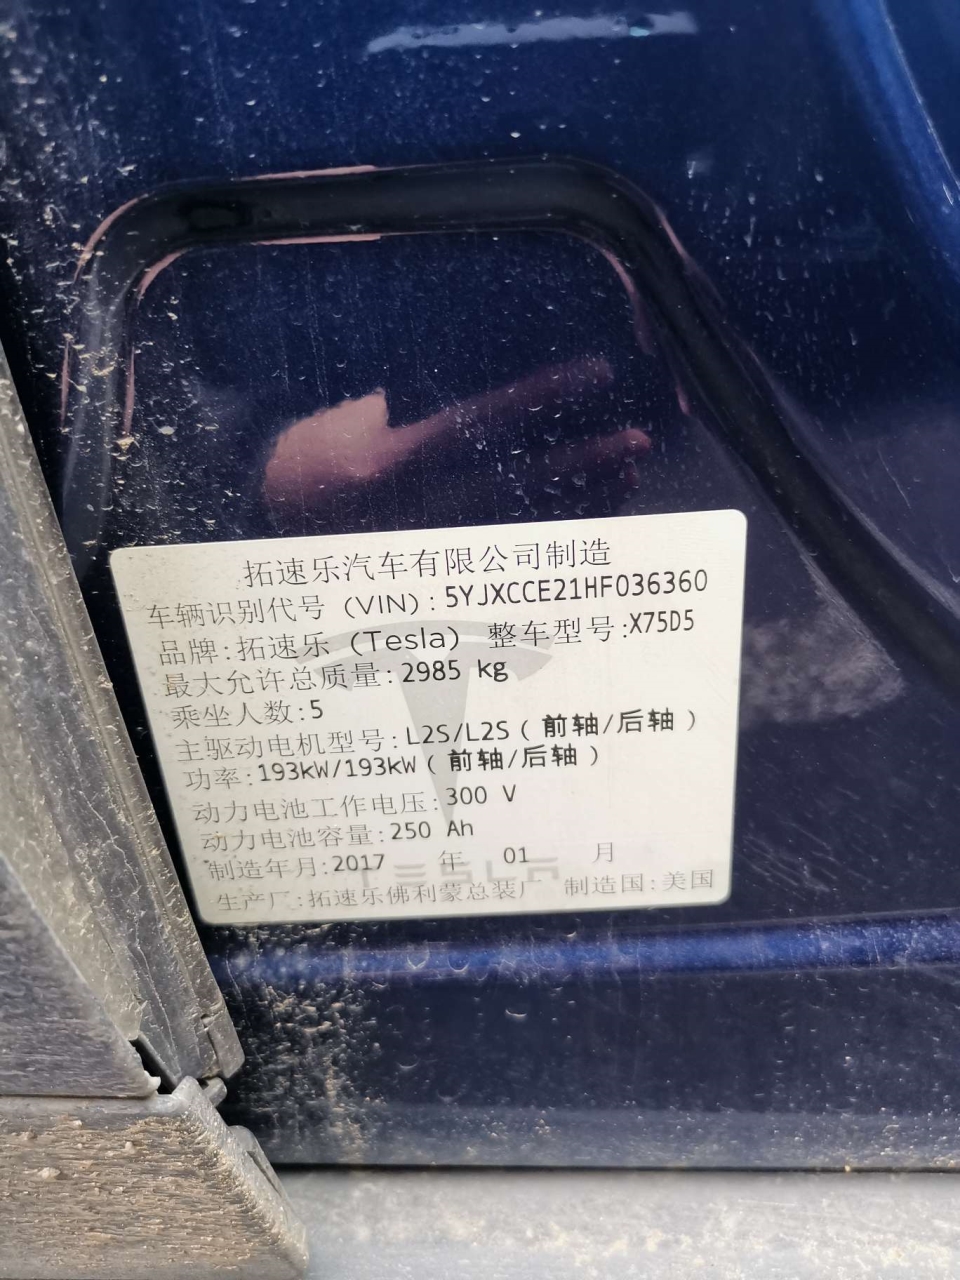 拓速乐汽车有限公司制造
车辆识别代号 (VIN): 5YJXCCE21HF036360
品牌: 拓速乐 (Tesla) 整车型号: X75D5
最大允许总质量: 2985 kg
乘坐人数: 5
主驱动电机型号: L2S/L2S ( 前轴/后轴 )
功率: 193kW/193kW ( 前轴/后轴 )
动力电池工作电压: 300 V
动力电池容量: 250 Ah
制造年月: 2017 年 01 月
TESLA
生产厂: 拓速乐佛利蒙总装厂 制造国: 美国